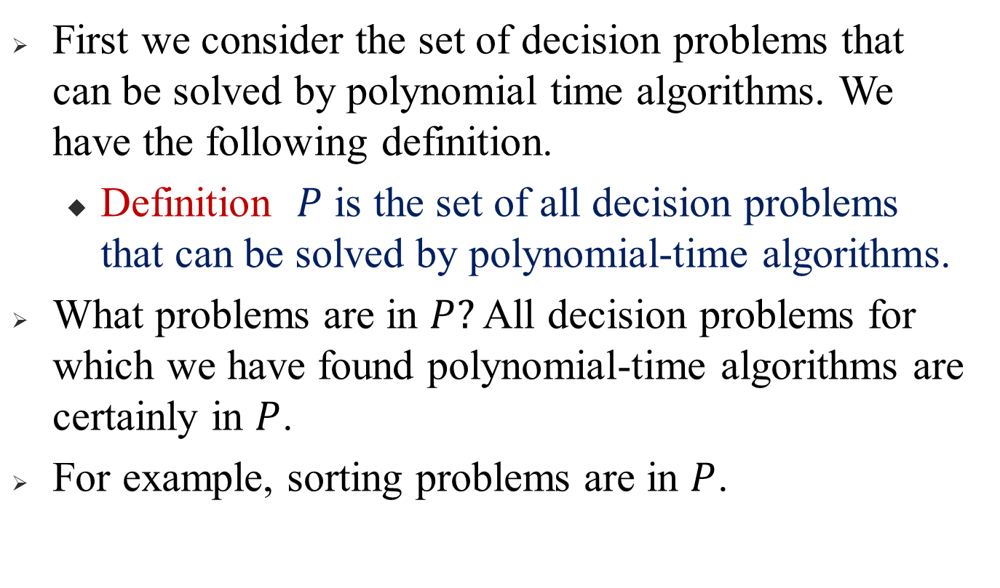 ➢ First we consider the set of decision problems that
can be solved by polynomial time algorithms. We
have the following definition.
◆ Definition P is the set of all decision problems
that can be solved by polynomial-time algorithms.
➢ What problems are in P? All decision problems for
which we have found polynomial-time algorithms are
certainly in P.
➢ For example, sorting problems are in P.